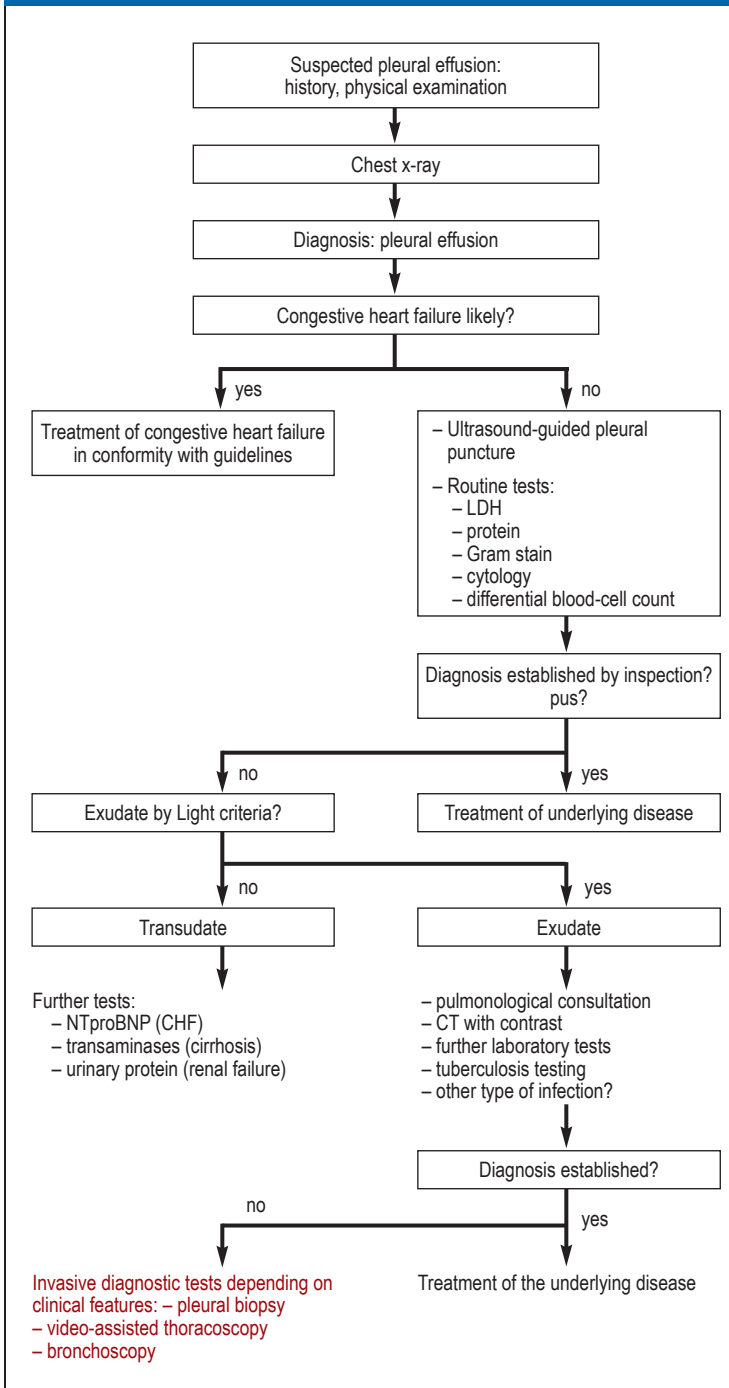 Suspected pleural effusion:
history, physical examination
Chest x-ray
Diagnosis: pleural effusion
Congestive heart failure likely?
yes
no
Treatment of congestive heart failure
in conformity with guidelines
– Ultrasound-guided pleural
puncture
– Routine tests:
– LDH
– protein
– Gram stain
– cytology
– differential blood-cell count
Diagnosis established by inspection?
pus?
no
yes
Exudate by Light criteria?
Treatment of underlying disease
no
yes
Transudate
Exudate
Further tests:
– NTproBNP (CHF)
– transaminases (cirrhosis)
– urinary protein (renal failure)
– pulmonological consultation
– CT with contrast
– further laboratory tests
– tuberculosis testing
– other type of infection?
Diagnosis established?
no
yes
Invasive diagnostic tests depending on
clinical features: – pleural biopsy
– video-assisted thoracoscopy
– bronchoscopy
Treatment of the underlying disease